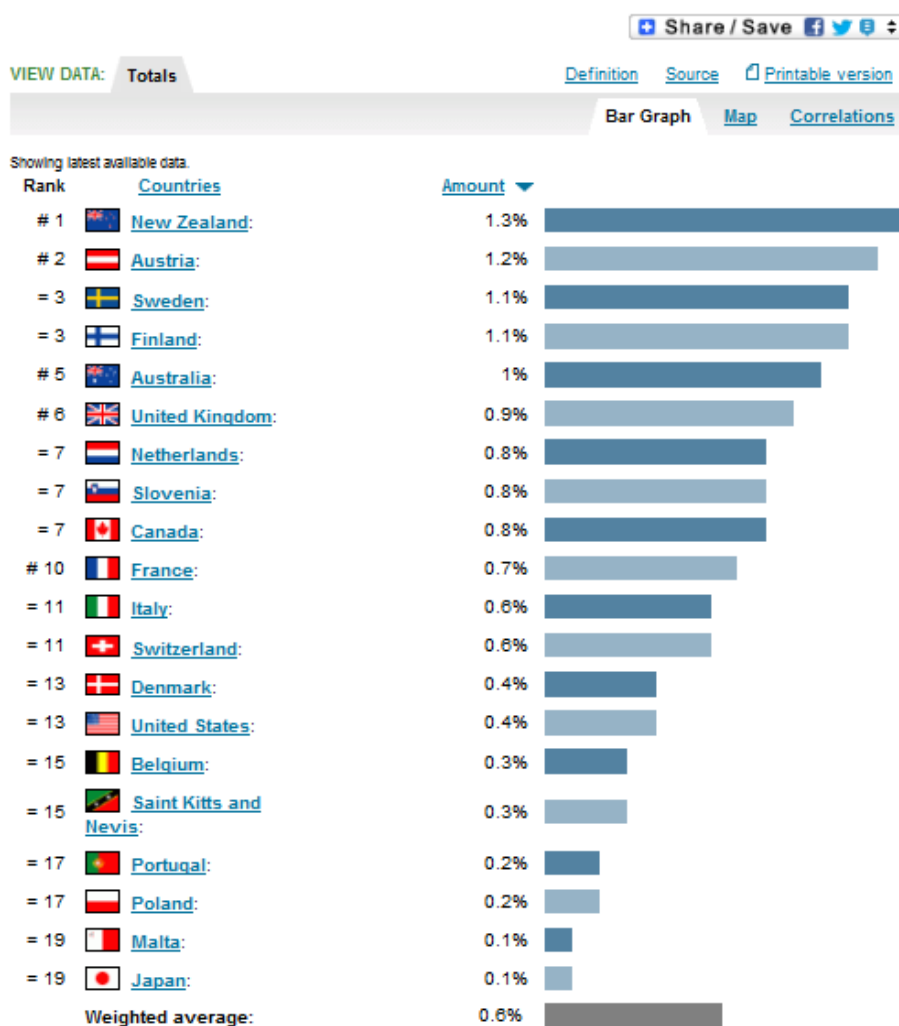 Share / Save
VIEW DATA: Totals Definition Source Printable version
Bar Graph Map Correlations
Showing latest available data.
Rank Countries Amount
# 1 New Zealand: 1.3%
# 2 Austria: 1.2%
= 3 Sweden: 1.1%
= 3 Finland: 1.1%
# 5 Australia: 1%
# 6 United Kingdom: 0.9%
= 7 Netherlands: 0.8%
= 7 Slovenia: 0.8%
= 7 Canada: 0.8%
# 10 France: 0.7%
= 11 Italy: 0.6%
= 11 Switzerland: 0.6%
= 13 Denmark: 0.4%
= 13 United States: 0.4%
= 15 Belgium: 0.3%
= 15 Saint Kitts and 0.3%
Nevis:
= 17 Portugal: 0.2%
= 17 Poland: 0.2%
= 19 Malta: 0.1%
= 19 Japan: 0.1%
Weighted average: 0.6%